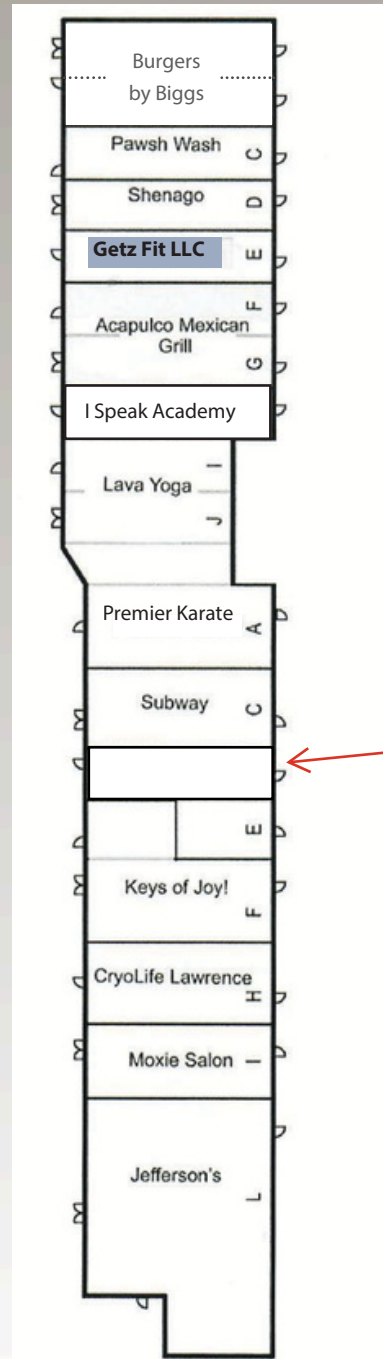 Burgers
by Biggs
Pawsh Wash C
Shenago D
Getz Fit LLC E
F
Acapulco Mexican
Grill
G
I Speak Academy
I
Lava Yoga
J
Premier Karate A
Subway C
E
Keys of Joy!
F
CryoLife Lawrence
H
Moxie Salon I
Jefferson's
L